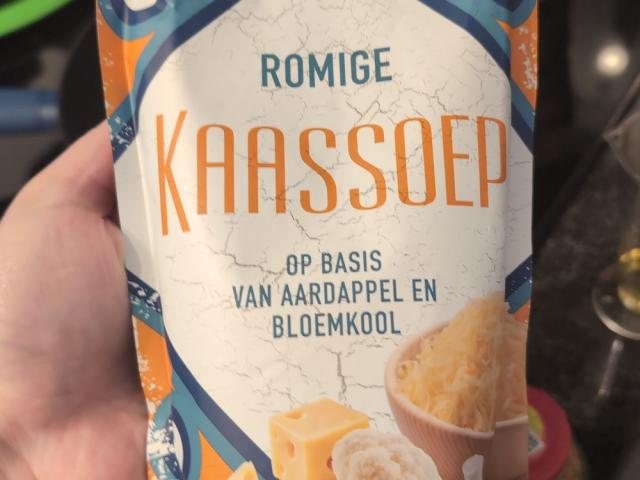 ROMIGE
KAASSOEP
OP BASIS
VAN AARDAPPEL EN
BLOEMKOOL